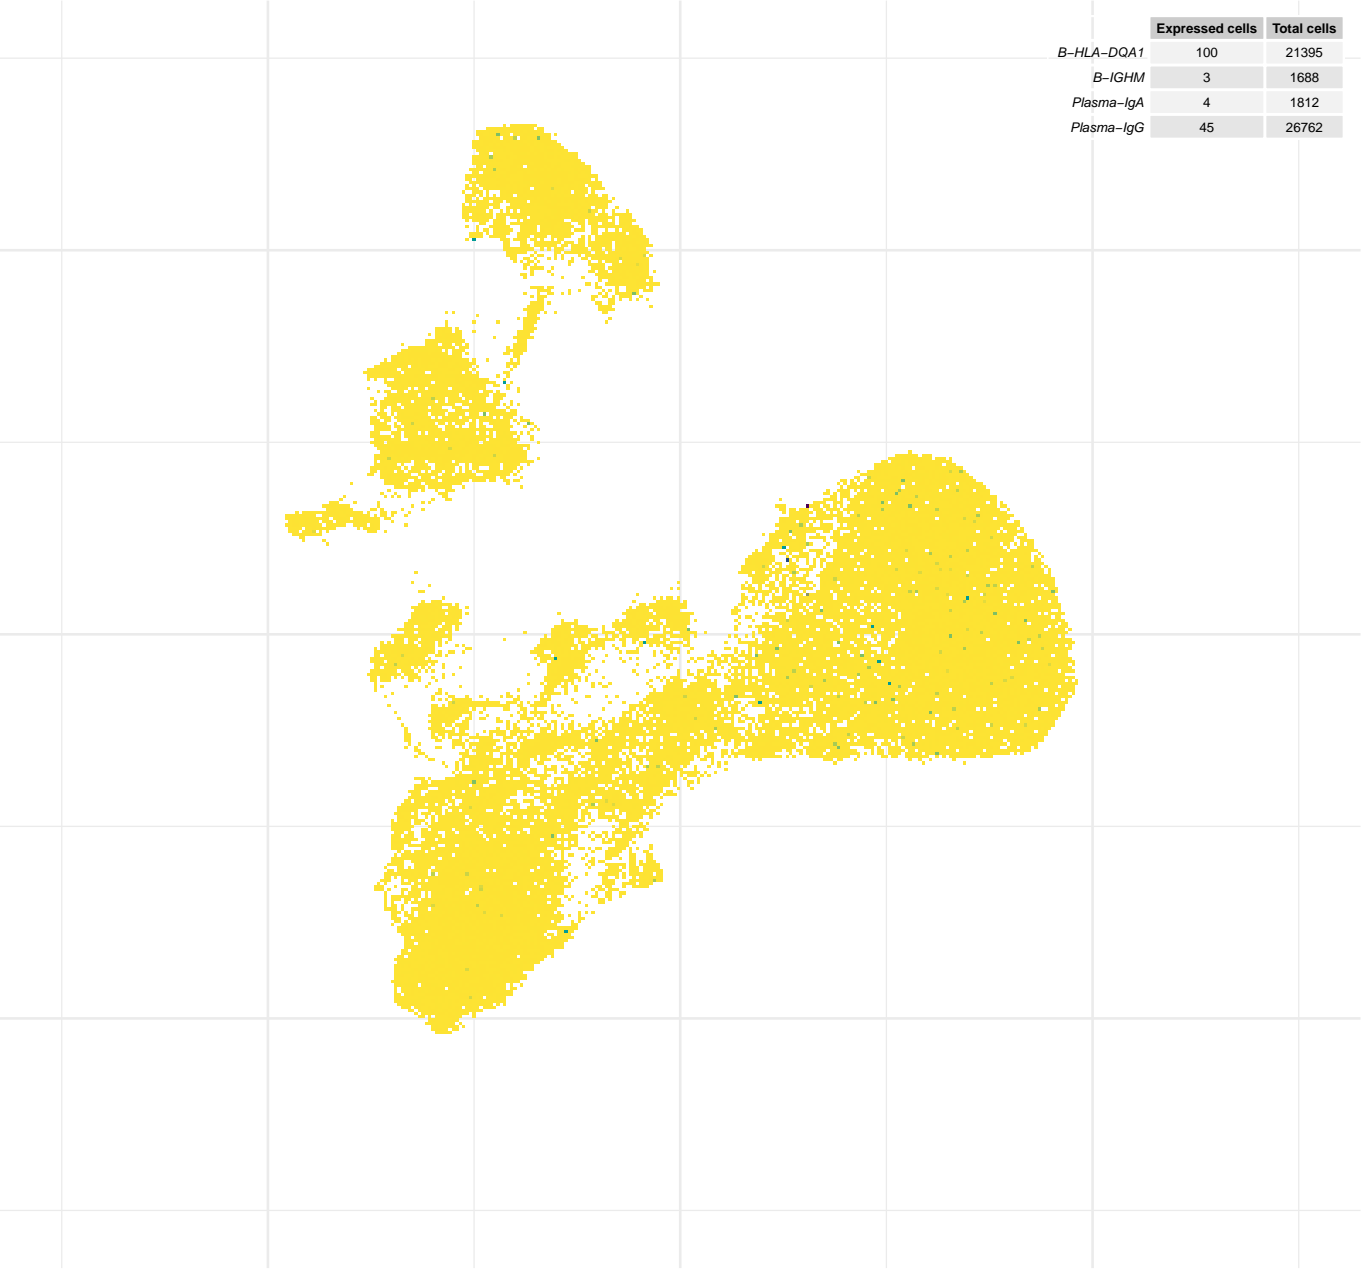 Expressed cells Total cells
B−HLA−DQA1 100 21395
B−IGHM 3 1688
Plasma−IgA 4 1812
Plasma−IgG 45 26762